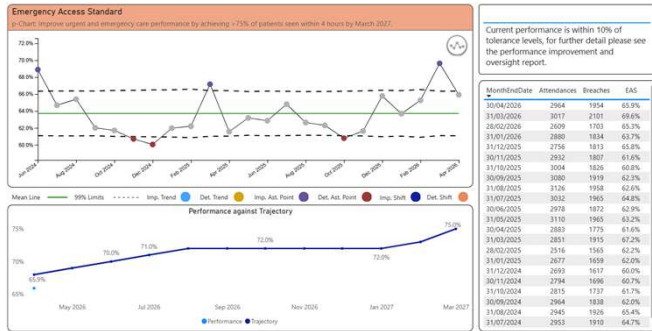 Emergency Access Standard
p-Chart: Improve urgent and emergency care performance by achieving >75% of patients seen within 4 hours by March 2027.
72.0%
70.0%
68.0%
66.0%
64.0%
62.0%
60.0%
Jun 2024
Aug 2024
Oct 2024
Dec 2024
Feb 2025
Apr 2025
Jun 2025
Aug 2025
Oct 2025
Dec 2025
Feb 2026
Apr 2026
Mean Line
99% Limits
Imp. Trend
Det. Trend
Imp. Ast. Point
Det. Ast. Point
Imp. Shift
Det. Shift
Performance against Trajectory
75%
70%
65%
65.9%
70.0%
71.0%
72.0%
72.0%
75.0%
May 2026
Jul 2026
Sep 2026
Nov 2026
Jan 2027
Mar 2027
Performance Trajectory
Current performance is within 10% of
tolerance levels, for further detail please see
the performance improvement and
oversight report.
MonthEndDate Attendances Breaches EAS
30/04/2026 2964 1954 65.9%
31/03/2026 3017 2101 69.6%
28/02/2026 2609 1703 65.3%
31/01/2026 2880 1834 63.7%
31/12/2025 2756 1813 65.8%
30/11/2025 2932 1807 61.6%
31/10/2025 3004 1826 60.8%
30/09/2025 3080 1919 62.3%
31/08/2025 3126 1958 62.6%
31/07/2025 3032 1965 64.8%
30/06/2025 2978 1872 62.9%
31/05/2025 3110 1965 63.2%
30/04/2025 2883 1775 61.6%
31/03/2025 2851 1915 67.2%
28/02/2025 2516 1565 62.2%
31/01/2025 2677 1659 62.0%
31/12/2024 2693 1617 60.0%
30/11/2024 2794 1696 60.7%
31/10/2024 2815 1737 61.7%
30/09/2024 2964 1838 62.0%
31/08/2024 2945 1926 65.4%
31/07/2024 2953 1910 64.7%